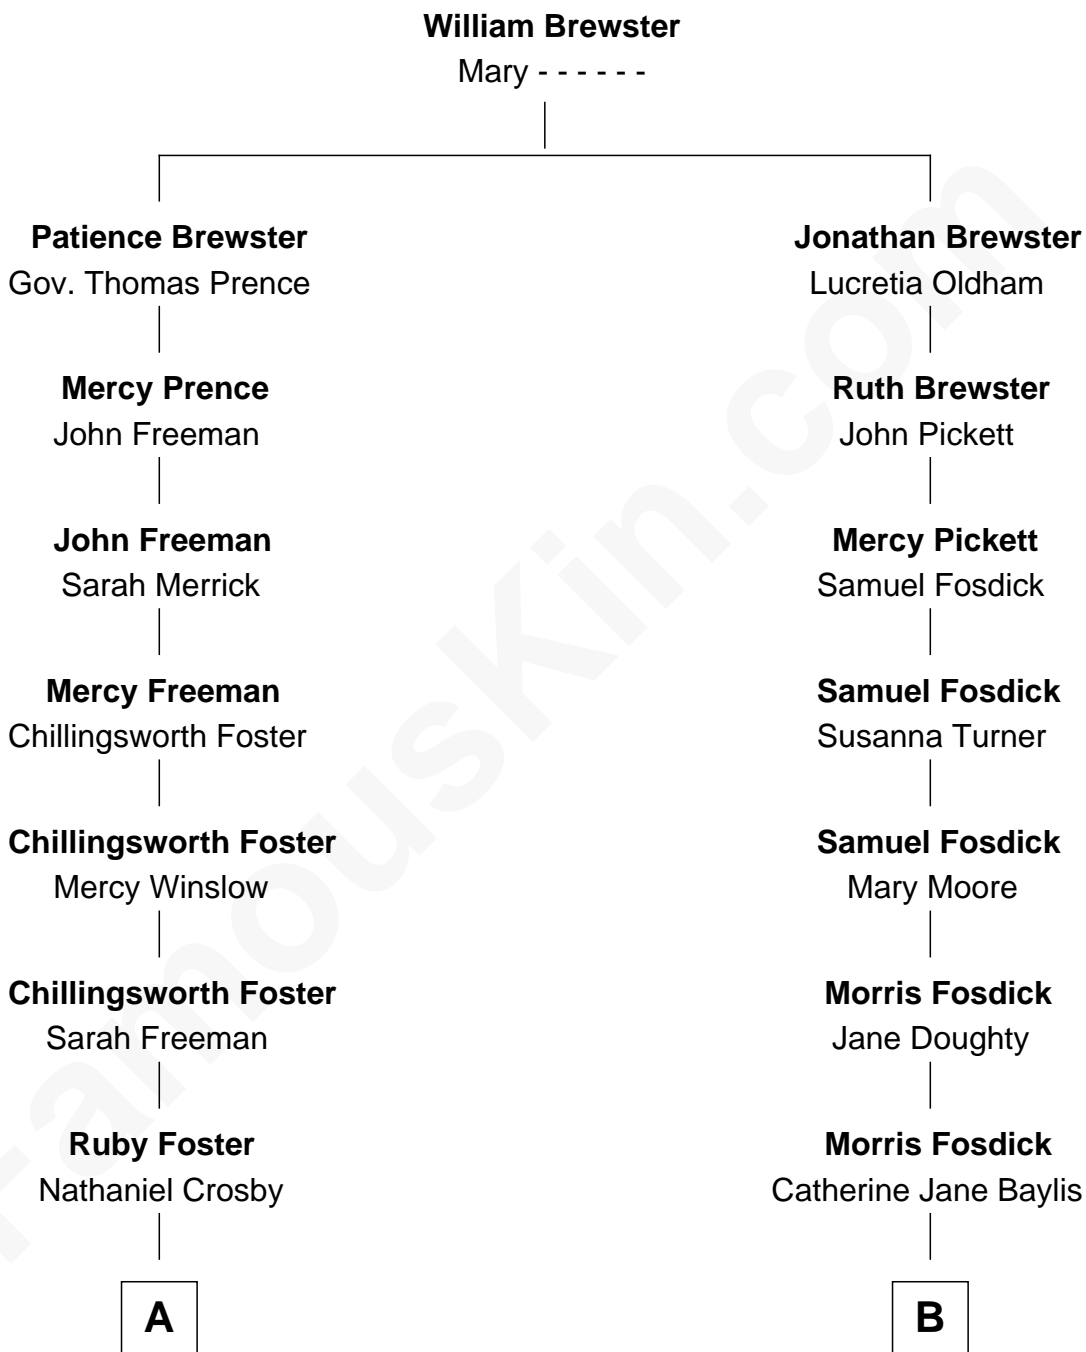 William Brewster
Mary - - - - - -
Patience Brewster
Gov. Thomas Prence
Jonathan Brewster
Lucretia Oldham
Mercy Prence
John Freeman
Ruth Brewster
John Pickett
John Freeman
Sarah Merrick
Mercy Pickett
Samuel Fosdick
Mercy Freeman
Chillingsworth Foster
Samuel Fosdick
Susanna Turner
Chillingsworth Foster
Mercy Winslow
Samuel Fosdick
Mary Moore
Chillingsworth Foster
Sarah Freeman
Morris Fosdick
Jane Doughty
Ruby Foster
Nathaniel Crosby
Morris Fosdick
Catherine Jane Baylis
A
B
FamousKin.com